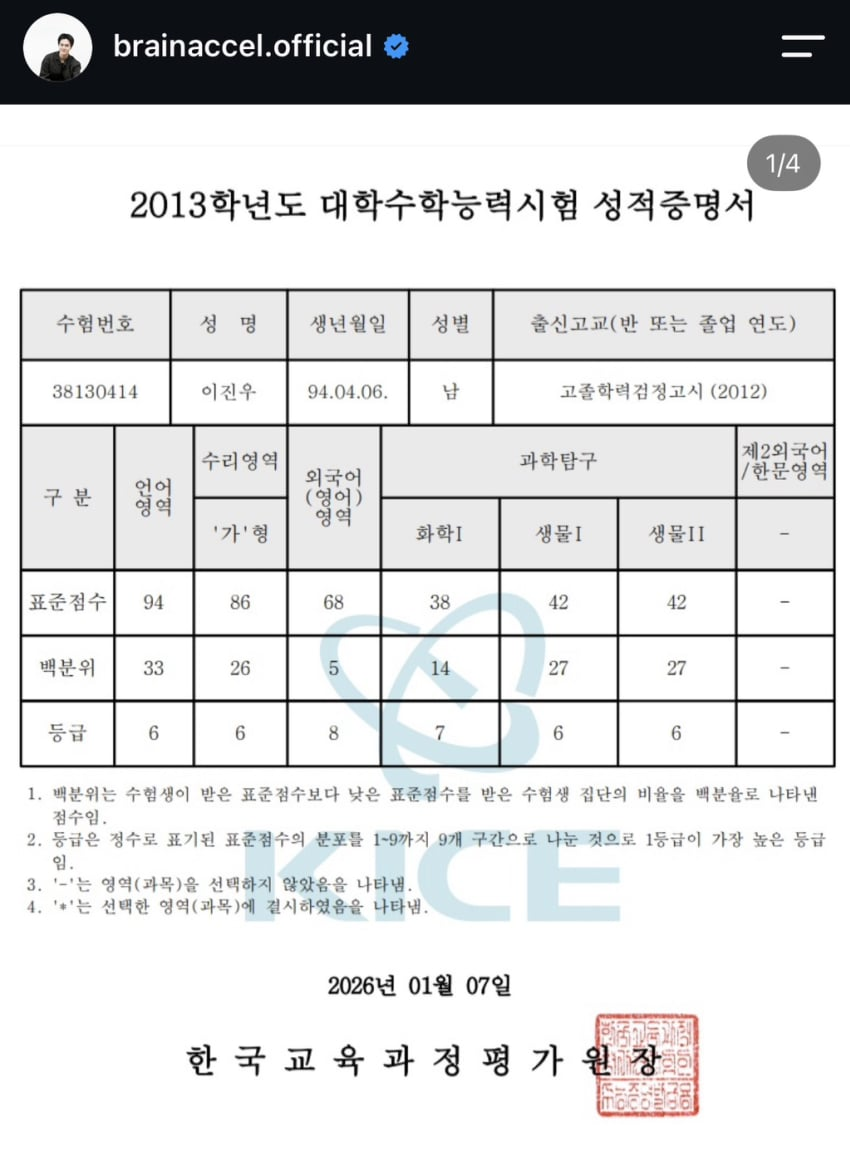 brainaccel.official
1/4
2013학년도 대학수학능력시험 성적증명서
수험번호 성 명 생년월일 성별 출신고교(반 또는 졸업 연도)
38130414 이진우 94.04.06. 남 고졸학력검정고시 (2012)
구 분 언어 영역 수리영역 외국어 (영어) 영역 과학탐구 제2외국어 /한문영역
'가'형 화학I 생물I 생물II -
표준점수 94 86 68 38 42 42 -
백분위 33 26 5 14 27 27 -
등급 6 6 8 7 6 6 -
1. 백분위는 수험생이 받은 표준점수보다 낮은 표준점수를 받은 수험생 집단의 비율을 백분율로 나타낸
점수임.
2. 등급은 정수로 표기된 표준점수의 분포를 1~9까지 9개 구간으로 나눈 것으로 1등급이 가장 높은 등급
임.
3. '-'는 영역(과목)을 선택하지 않았음을 나타냄.
4. '*'는 선택한 영역(과목)에 결시하였음을 나타냄.
KICE
2026년 01월 07일
한국교육과정평가원장